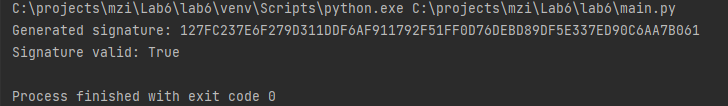 C:\projects\mzi\Lab6\lab6\venv\Scripts\python.exe C:\projects\mzi\Lab6\lab6\main.py
Generated signature: 127FC237E6F279D311DDF6AF911792F51FF0D76DEBD89DF5E337ED90C6AA7B061
Signature valid: True
Process finished with exit code 0